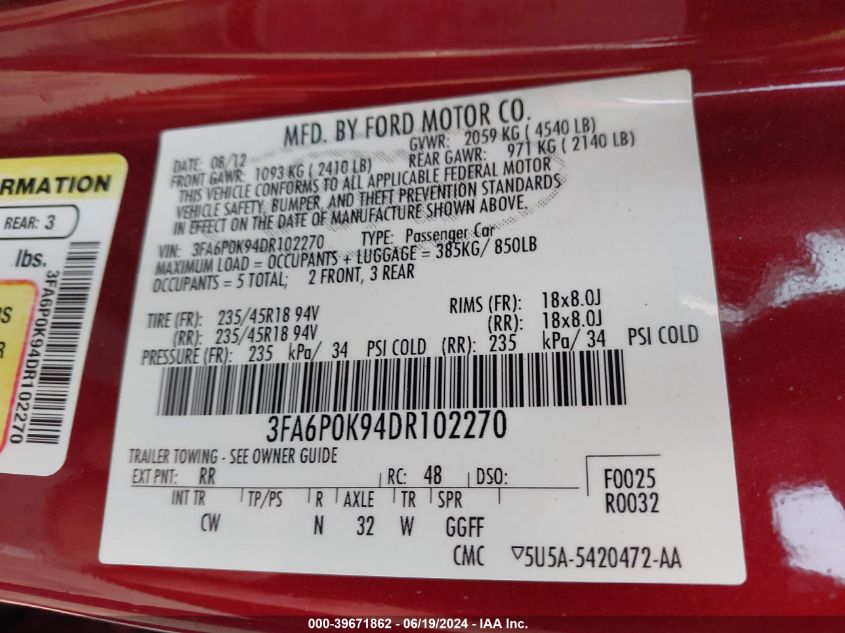 MFD. BY FORD MOTOR CO.
DATE: 08/12 GVWR: 2059 KG ( 4540 LB)
FRONT GAWR: 1093 KG ( 2410 LB) REAR GAWR: 971 KG ( 2140 LB)
THIS VEHICLE CONFORMS TO ALL APPLICABLE FEDERAL MOTOR
VEHICLE SAFETY, BUMPER, AND THEFT PREVENTION STANDARDS
IN EFFECT ON THE DATE OF MANUFACTURE SHOWN ABOVE.
VIN: 3FA6P0K94DR102270 TYPE: Passenger Car
MAXIMUM LOAD = OCCUPANTS + LUGGAGE = 385KG/ 850LB
OCCUPANTS = 5 TOTAL; 2 FRONT, 3 REAR
TIRE (FR): 235/45R18 94V RIMS (FR): 18x8.0J
(RR): 235/45R18 94V (RR): 18x8.0J
PRESSURE (FR): 235 kPa/ 34 PSI COLD (RR): 235 kPa/ 34 PSI COLD
3FA6P0K94DR102270
TRAILER TOWING - SEE OWNER GUIDE
EXT PNT: RR RC: 48 DSO: F0025
INT TR TP/PS R AXLE TR SPR R0032
CW N 32 W GGFF
CMC ▽5U5A-5420472-AA
RMATION
REAR: 3
lbs.
3FA6P0K94DR102270
RS
R
000-39671862 - 06/19/2024 - IAA Inc.